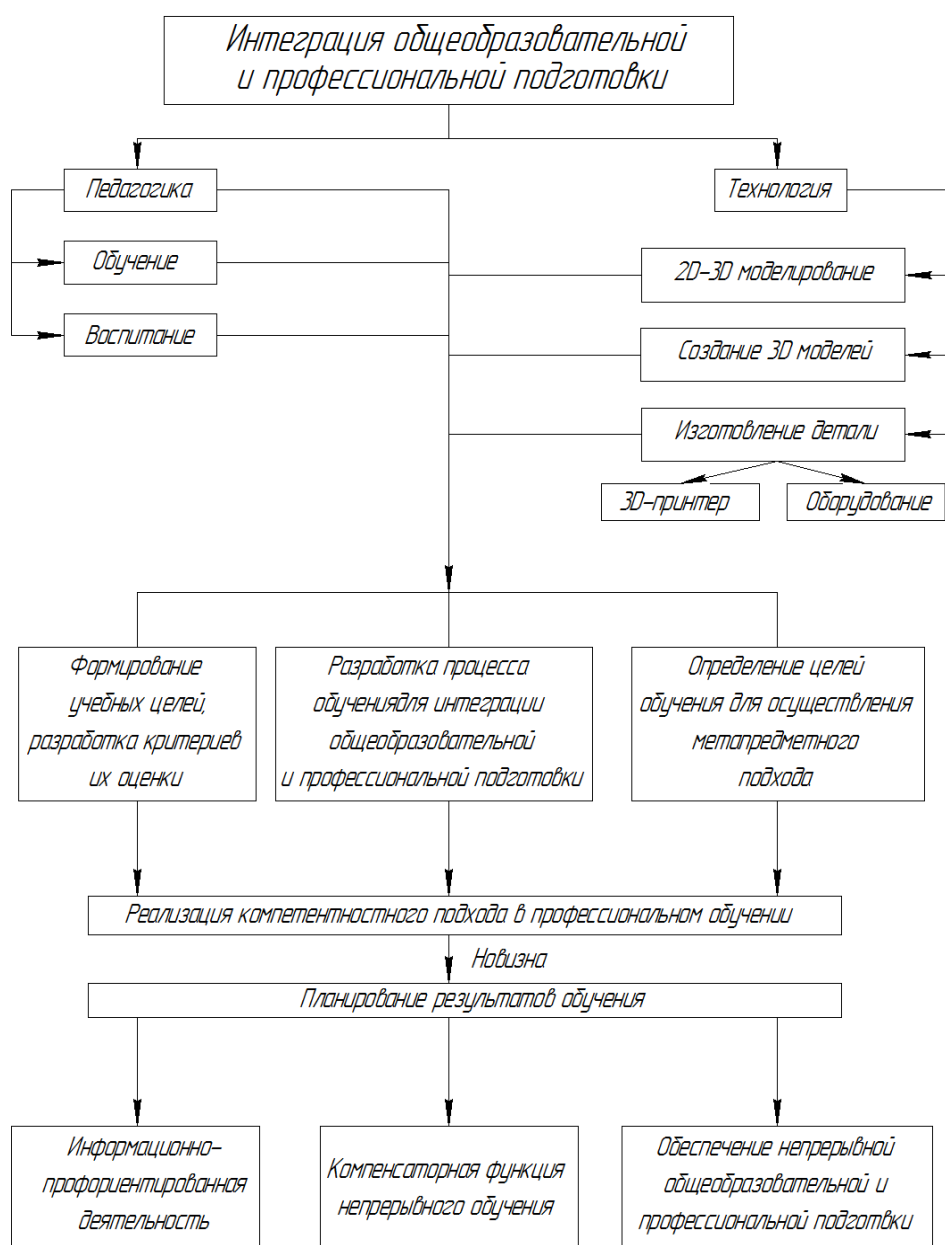 Интеграция общеобразовательной
и профессиональной подготовки
Педагогика
Технология
Обучение
2D-3D моделирование
Воспитание
Создание 3D моделей
Изготовление детали
3D-принтер
Оборудование
Формирование
учебных целей,
разработка критериев
их оценки
Разработка процесса
обучениядля интеграции
общеобразовательной
и профессиональной подготовки
Определение целей
обучения для осуществления
метапредметного
подхода
Реализация компетентностного подхода в профессиональном обучении
Новизна
Планирование результатов обучения
Информационно-
профориентированная
деятельность
Компенсаторная функция
непрерывного обучения
Обеспечение непрерывной
общеобразовательной и
профессиональной подготвки